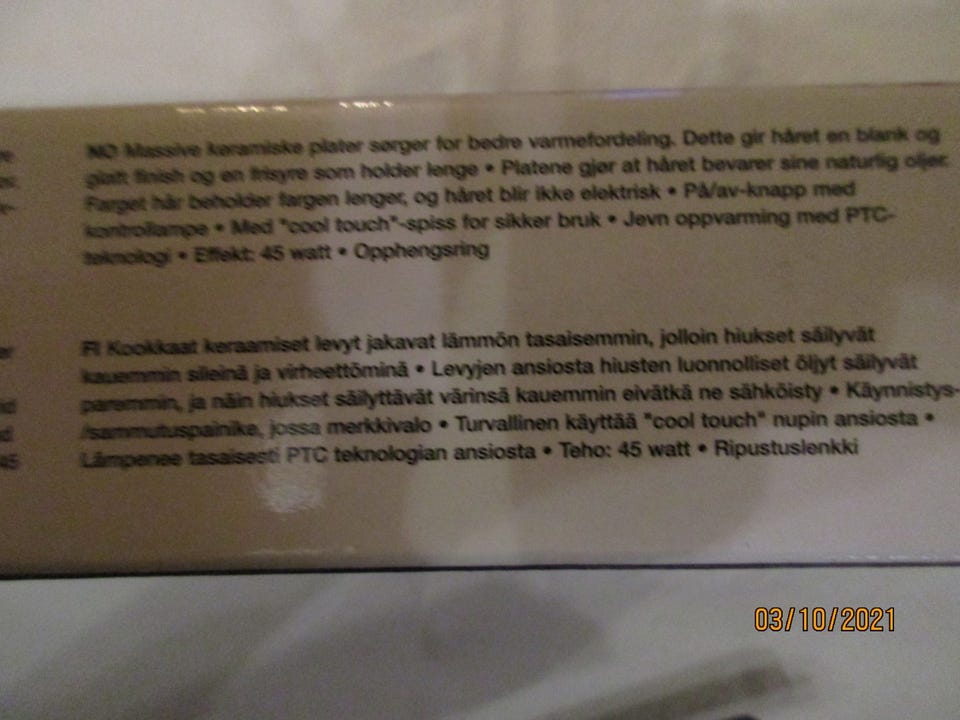 NO Massive keramiske plater sørger for bedre varmefordeling. Dette gir håret en blank og
glatt finish og en frisyre som holder lenge • Platene gjør at håret bevarer sine naturlig oljer.
Farget hår beholder fargen lenger, og håret blir ikke elektrisk • På/av-knapp med
kontrollampe • Med "cool touch"-spiss for sikker bruk • Jevn oppvarming med PTC-
teknologi • Effekt: 45 watt • Opphengsring
FI Kookkaat keraamiset levyt jakavat lämmön tasaisemmin, jolloin hiukset säilyvät
kauemmin sileinä ja virheettöminä • Levyjen ansiosta hiusten luonnolliset öljyt säilyvät
paremmin, ja näin hiukset säilyttävät värinsä kauemmin eivätkä ne sähköisty • Käynnistys-
/sammutuspainike, jossa merkkivalo • Turvallinen käyttää "cool touch" nupin ansiosta •
45 Lämpenee tasaisesti PTC teknologian ansiosta • Teho: 45 watt • Ripustuslenkki
03/10/2021